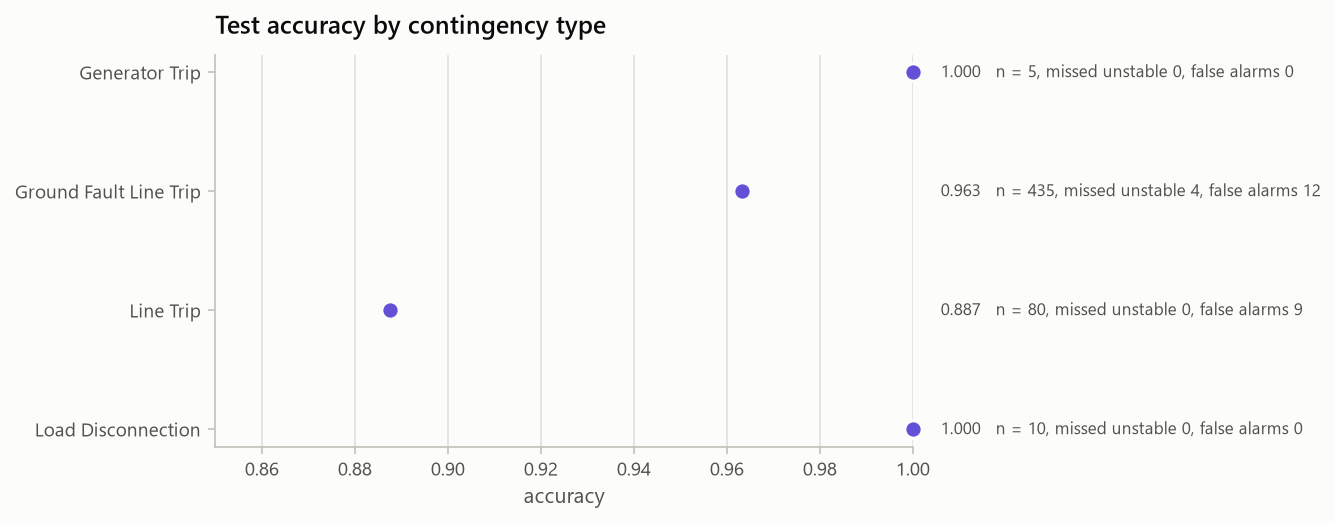 Test accuracy by contingency type
Generator Trip
1.000 n = 5, missed unstable 0, false alarms 0
Ground Fault Line Trip
0.963 n = 435, missed unstable 4, false alarms 12
Line Trip
0.887 n = 80, missed unstable 0, false alarms 9
Load Disconnection
1.000 n = 10, missed unstable 0, false alarms 0
0.86 0.88 0.90 0.92 0.94 0.96 0.98 1.00
accuracy